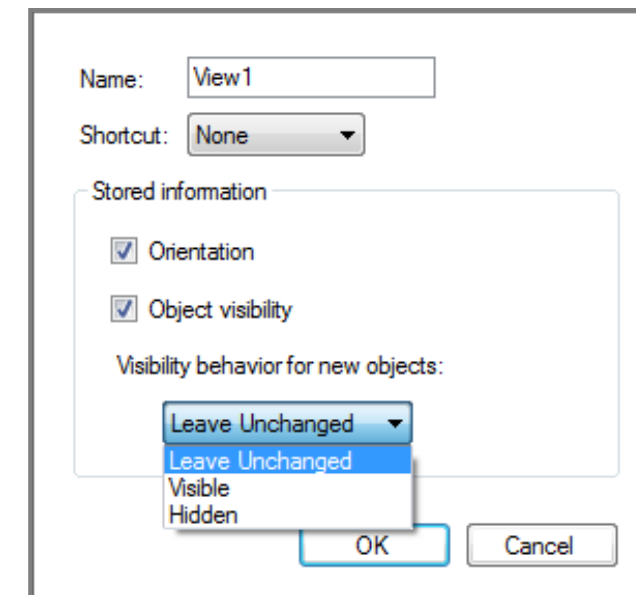 Name: View1
Shortcut: None
Stored information
Orientation
Object visibility
Visibility behavior for new objects:
Leave Unchanged
Leave Unchanged
Visible
Hidden
OK Cancel